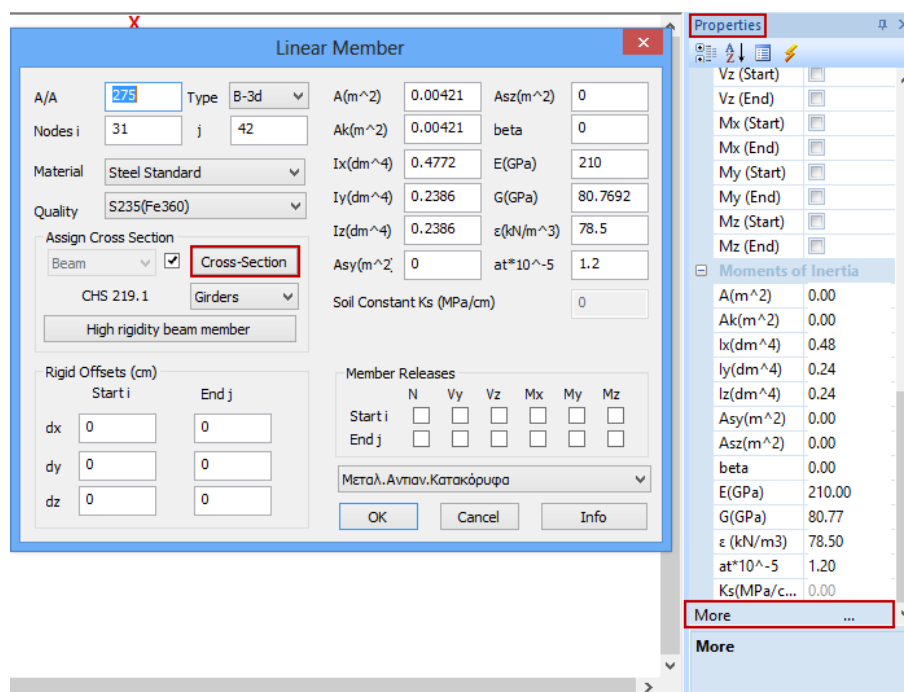 X
Linear Member
A/A 275 Type B-3d
Nodes i 31 j 42
Material Steel Standard
Quality S235(Fe360)
Assign Cross Section
Beam Cross-Section
CHS 219.1 Girders
High rigidity beam member
Rigid Offsets (cm)
Start i End j
dx 0 0
dy 0 0
dz 0 0
A(m^2) 0.00421 Asz(m^2) 0
Ak(m^2) 0.00421 beta 0
Ix(dm^4) 0.4772 E(GPa) 210
Iy(dm^4) 0.2386 G(GPa) 80.7692
Iz(dm^4) 0.2386 ε(kN/m^3) 78.5
Asy(m^2) 0 at*10^-5 1.2
Soil Constant Ks (MPa/cm) 0
Member Releases
N Vy Vz Mx My Mz
Start i
End j
Μεταλ.Αντιαν.Κατακόρυφα
OK Cancel Info
Properties
Vz (Start)
Vz (End)
Mx (Start)
Mx (End)
My (Start)
My (End)
Mz (Start)
Mz (End)
Moments of Inertia
A(m^2) 0.00
Ak(m^2) 0.00
Ix(dm^4) 0.48
Iy(dm^4) 0.24
Iz(dm^4) 0.24
Asy(m^2) 0.00
Asz(m^2) 0.00
beta 0.00
E(GPa) 210.00
G(GPa) 80.77
ε (kN/m3) 78.50
at*10^-5 1.20
Ks(MPa/c... 0.00
More ...
More